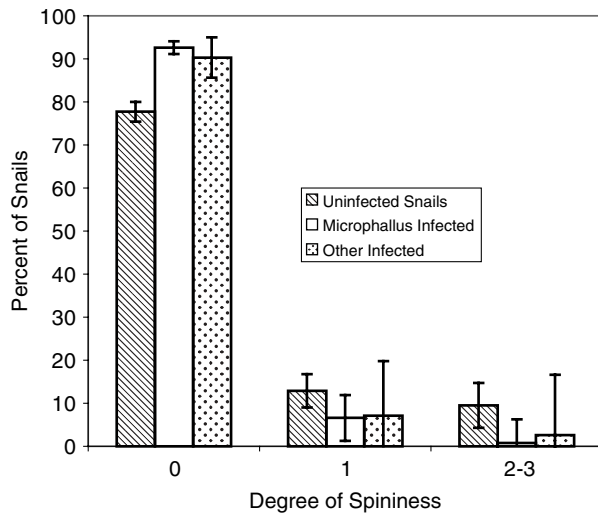 100
90
80
70
60
50
40
30
20
10
0
Percent of Snails
Uninfected Snails
Microphallus Infected
Other Infected
0 1 2-3
Degree of Spininess